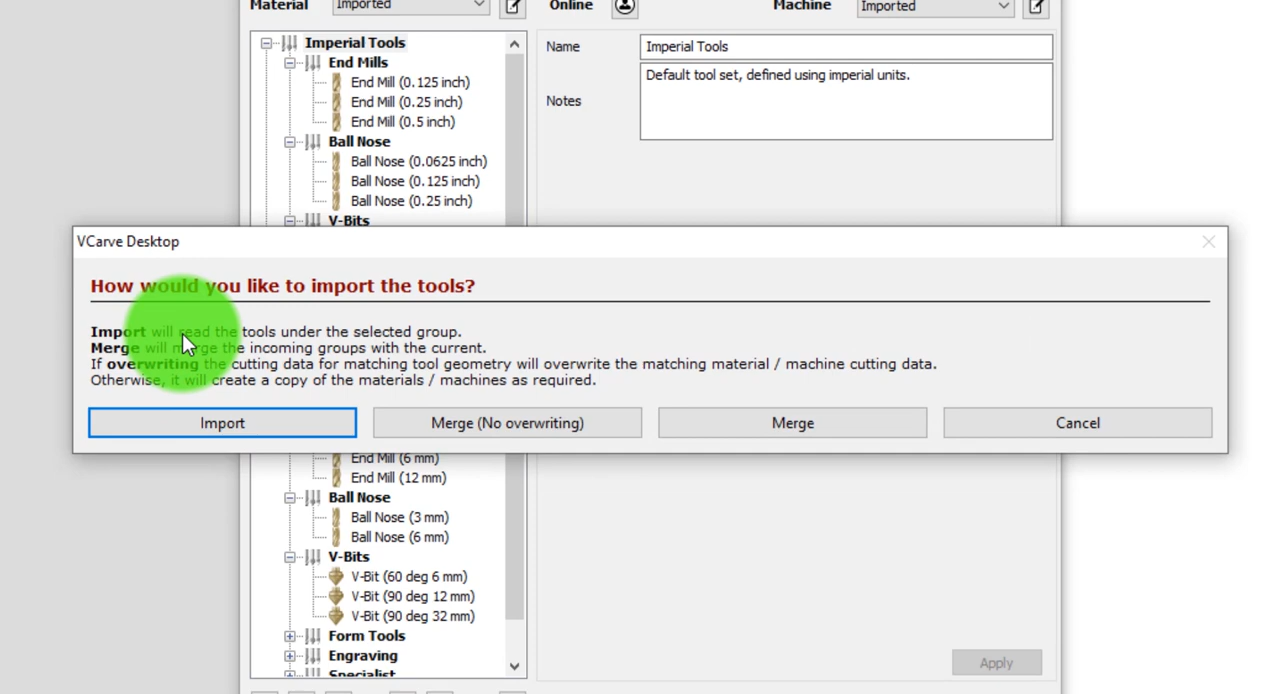 Material Imported Online Machine Imported
Imperial Tools
End Mills
End Mill (0.125 inch)
End Mill (0.25 inch)
End Mill (0.5 inch)
Ball Nose
Ball Nose (0.0625 inch)
Ball Nose (0.125 inch)
Ball Nose (0.25 inch)
V-Bits
Name Imperial Tools
Notes Default tool set, defined using imperial units.
VCarve Desktop
How would you like to import the tools?
Import will read the tools under the selected group.
Merge will merge the incoming groups with the current.
If overwriting the cutting data for matching tool geometry will overwrite the matching material / machine cutting data.
Otherwise, it will create a copy of the materials / machines as required.
Import Merge (No overwriting) Merge Cancel
End Mill (6 mm)
End Mill (12 mm)
Ball Nose
Ball Nose (3 mm)
Ball Nose (6 mm)
V-Bits
V-Bit (60 deg 6 mm)
V-Bit (90 deg 12 mm)
V-Bit (90 deg 32 mm)
Form Tools
Engraving
Specialist
Apply